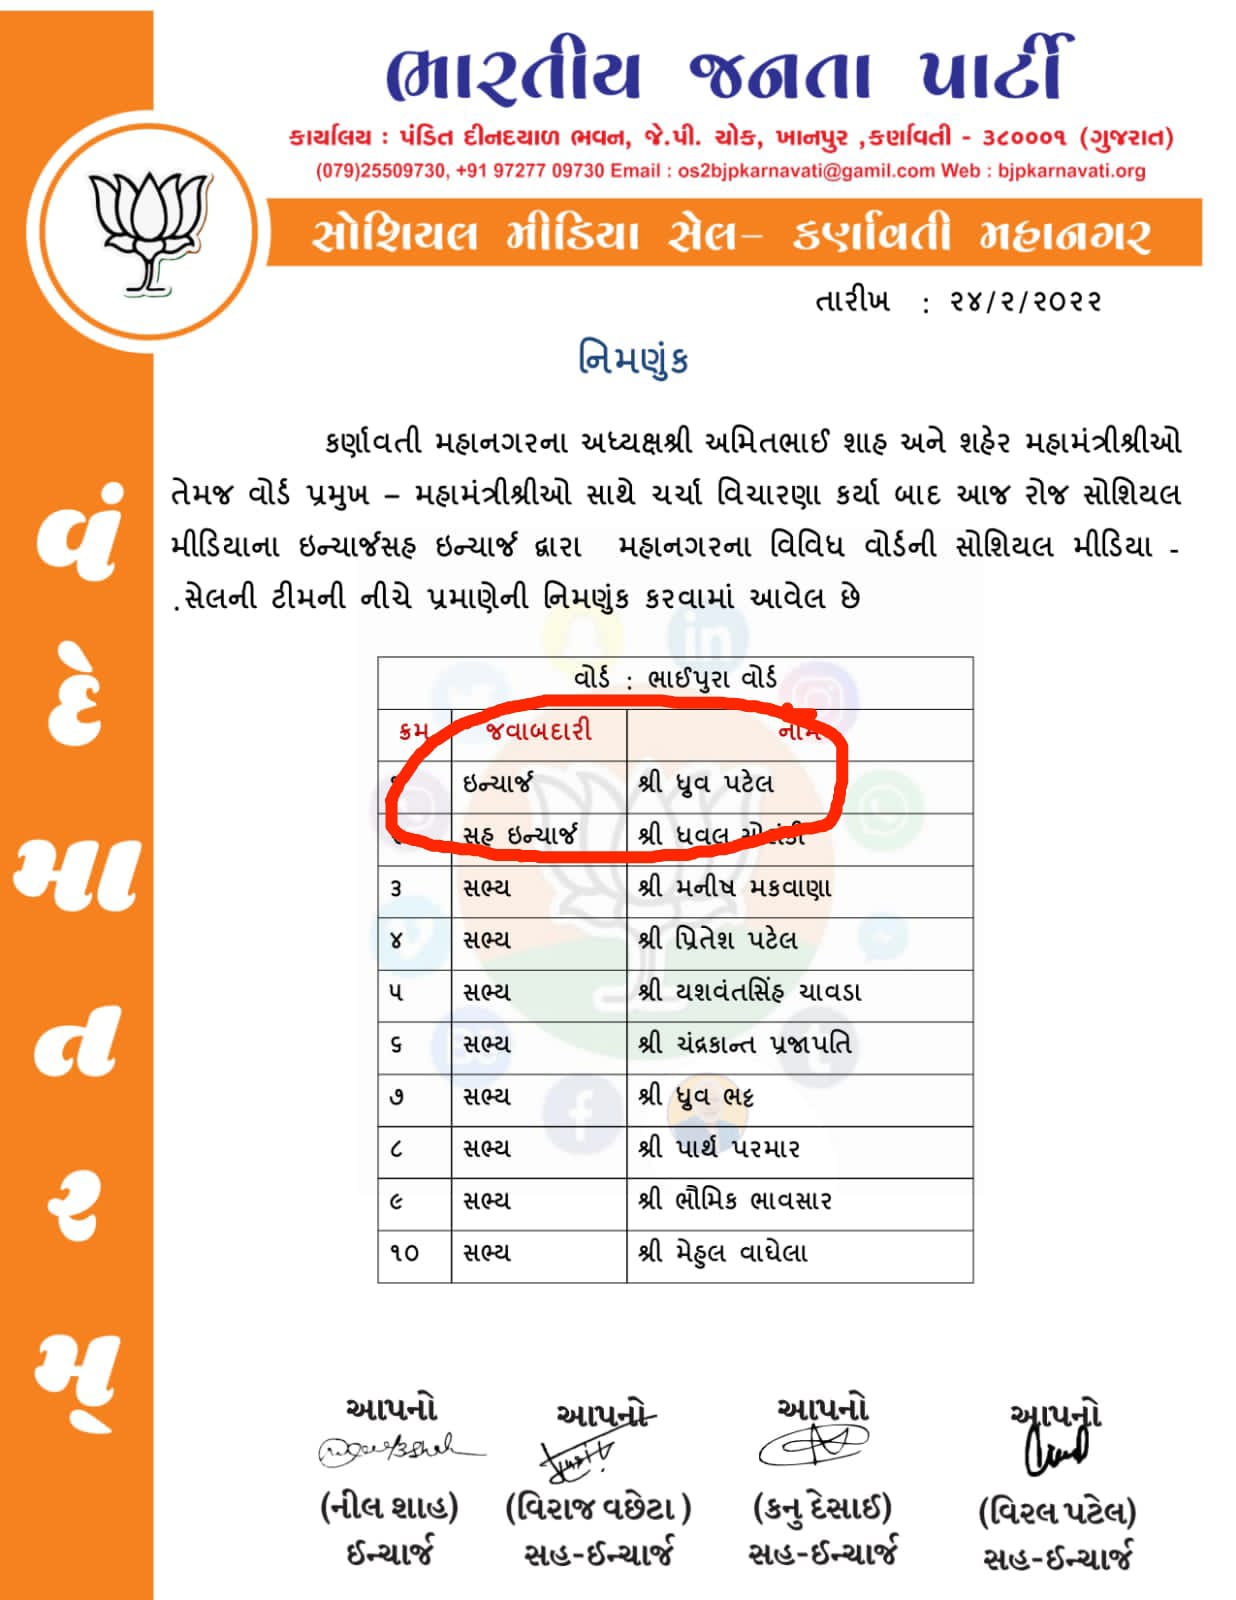 ભારતીય જનતા પાર્ટી
કાર્યાલય : પંડિત દીનદયાળ ભવન, જે.પી. ચોક, ખાનપુર ,કર્ણાવતી - ૩૮૦૦૦૧ (ગુજરાત)
(079)25509730, +91 97277 09730 Email : os2bjpkarnavati@gamil.com Web : bjpkarnavati.org
સોશિયલ મીડિયા સેલ– કર્ણાવતી મહાનગર
તારીખ : ૨૪/૨/૨૦૨૨
નિમણુંક
કર્ણાવતી મહાનગરના અધ્યક્ષશ્રી અમિતભાઈ શાહ અને શહેર મહામંત્રીશ્રીઓ
તેમજ વોર્ડ પ્રમુખ – મહામંત્રીશ્રીઓ સાથે ચર્ચા વિચારણા કર્યા બાદ આજ રોજ સોશિયલ
મીડિયાના ઇન્ચાર્જસહ ઇન્ચાર્જ દ્વારા મહાનગરના વિવિધ વોર્ડની સોશિયલ મીડિયા -
.સેલની ટીમની નીચે પ્રમાણેની નિમણુંક કરવામાં આવેલ છે
વોર્ડ : ભાઈપુરા વોર્ડ
ક્રમ જવાબદારી નામ
ઇન્ચાર્જ શ્રી ધ્રુવ પટેલ
સહ ઇન્ચાર્જ શ્રી ધવલ
૩ સભ્ય શ્રી મનીષ મકવાણા
૪ સભ્ય શ્રી પ્રિતેશ પટેલ
૫ સભ્ય શ્રી યશવંતસિંહ ચાવડા
૬ સભ્ય શ્રી ચંદ્રકાન્ત પ્રજાપતિ
૭ સભ્ય શ્રી ધ્રુવ ભટ્ટ
૮ સભ્ય શ્રી પાર્થ પરમાર
૯ સભ્ય શ્રી ભૌમિક ભાવસાર
૧૦ સભ્ય શ્રી મેહુલ વાઘેલા
આપનો આપનો આપનો આપનો
(નીલ શાહ) (વિરાજ વછેટા ) (કનુ દેસાઈ) (વિરલ પટેલ)
ઈન્ચાર્જ સહ-ઈન્ચાર્જ સહ-ઈન્ચાર્જ સહ-ઈન્ચાર્જ
વંદે માતરમ્